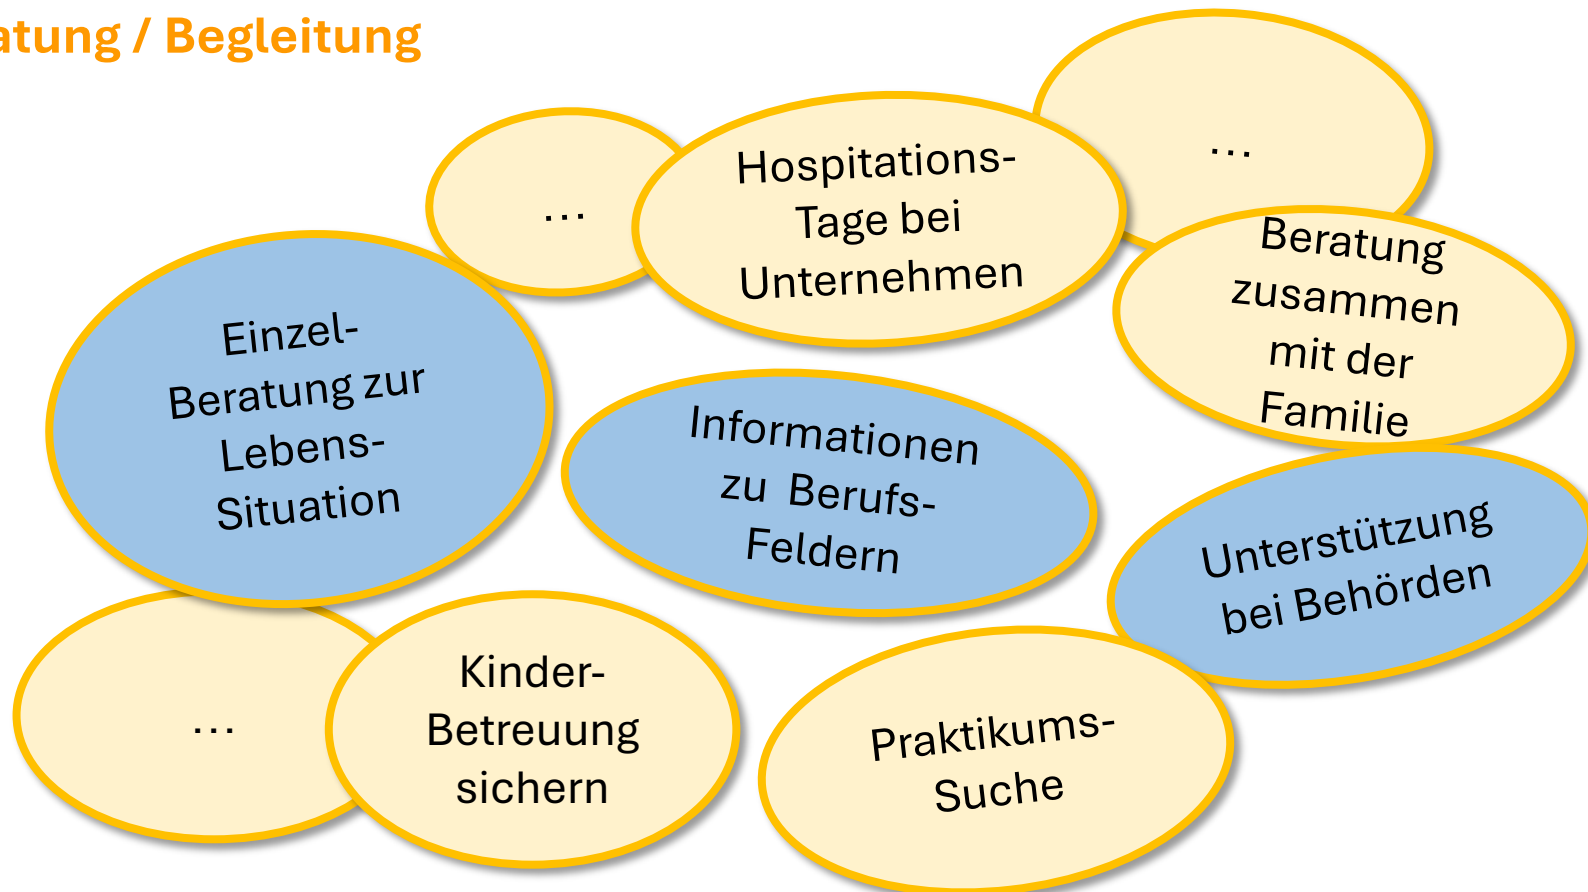 atung / Begleitung
...
Hospitations-
Tage bei
Unternehmen
...
Beratung
zusammen
mit der
Familie
Einzel-
Beratung zur
Lebens-
Situation
Informationen
zu Berufs-
Feldern
Unterstützung
bei Behörden
...
Kinder-
Betreuung
sichern
Praktikums-
Suche